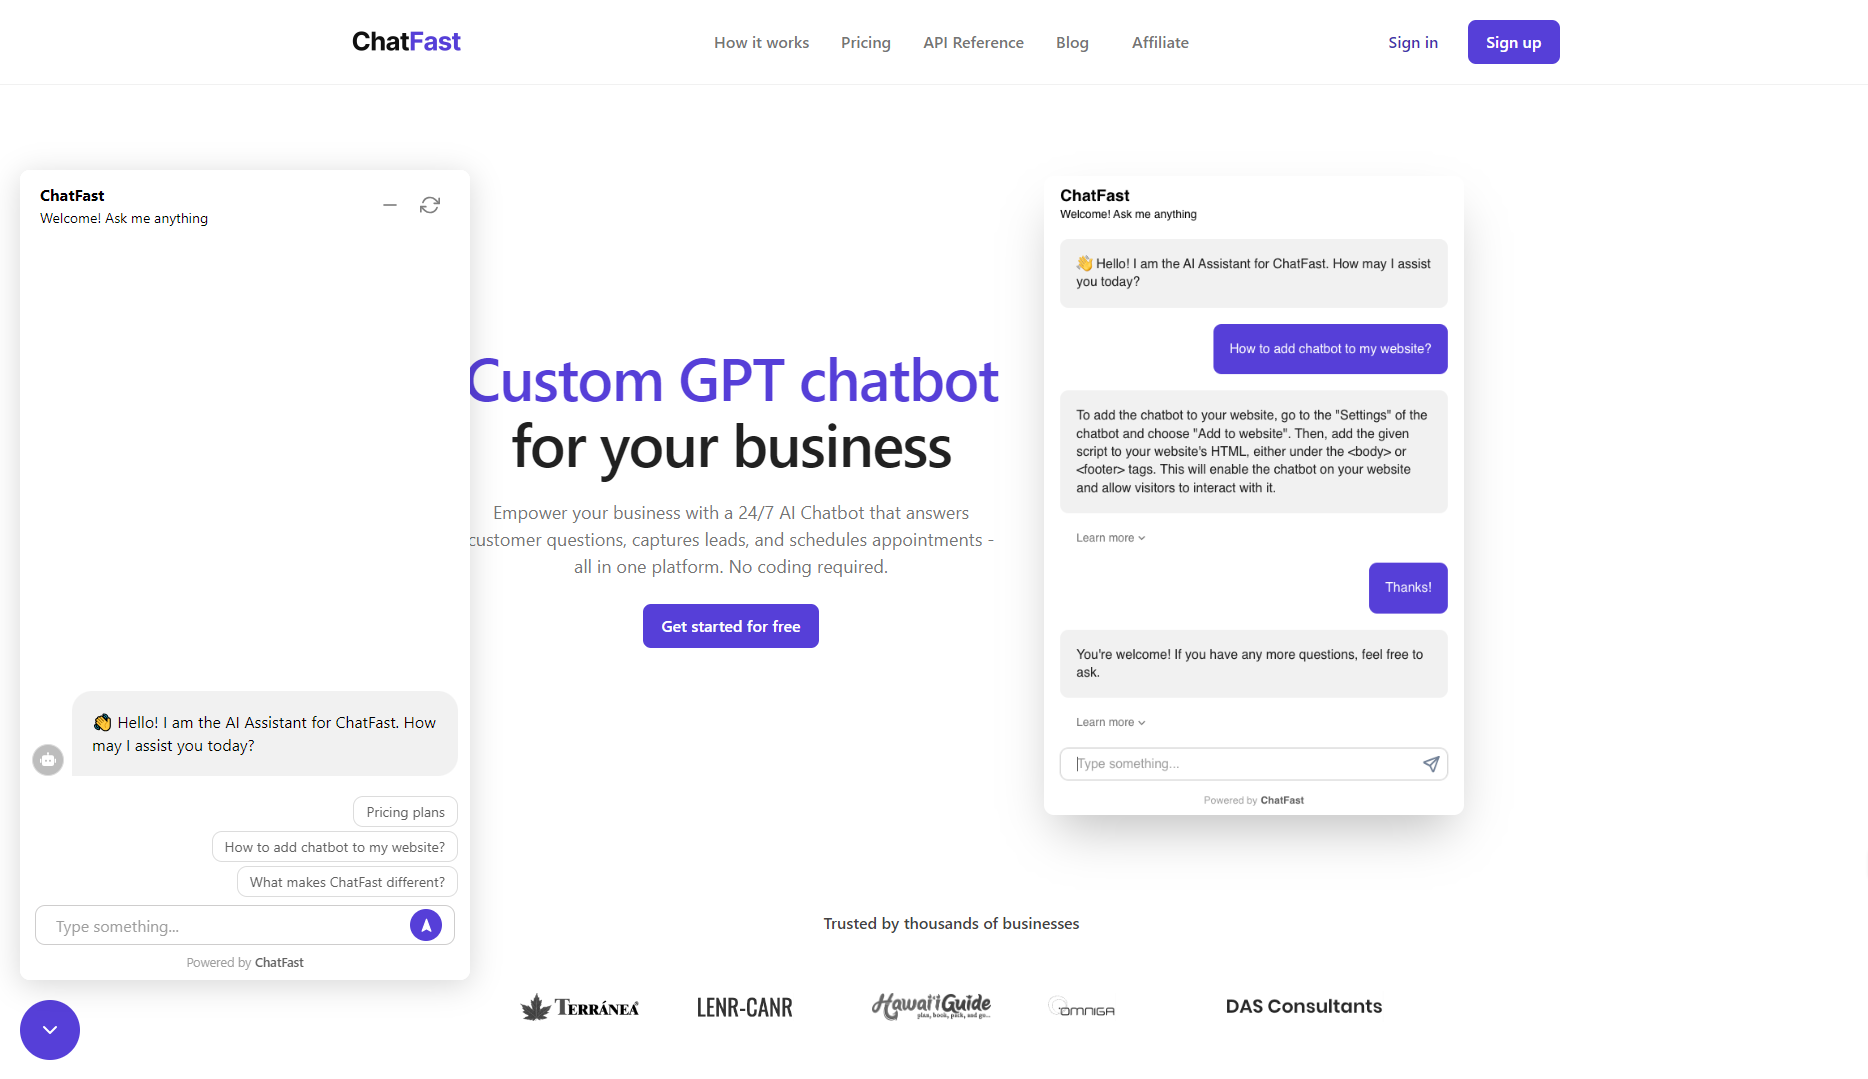 ChatFast
How it works
Pricing
API Reference
Blog
Affiliate
Sign in
Sign up
ChatFast
Welcome! Ask me anything
👋 Hello! I am the AI Assistant for ChatFast. How
may I assist you today?
Pricing plans
How to add chatbot to my website?
What makes ChatFast different?
Type something...
Powered by ChatFast
Custom GPT chatbot
for your business
Empower your business with a 24/7 AI Chatbot that answers
customer questions, captures leads, and schedules appointments -
all in one platform. No coding required.
Get started for free
ChatFast
Welcome! Ask me anything
👋 Hello! I am the AI Assistant for ChatFast. How may I assist
you today?
How to add chatbot to my website?
To add the chatbot to your website, go to the "Settings" of the
chatbot and choose "Add to website". Then, add the given
script to your website's HTML, either under the <body> or
<footer> tags. This will enable the chatbot on your website
and allow visitors to interact with it.
Learn more
Thanks!
You're welcome! If you have any more questions, feel free to
ask.
Learn more
Type something...
Powered by ChatFast
Trusted by thousands of businesses
TERRÁNEA
LENR-CANR
Hawai'i Guide
plan, book, pack, and go...
OMNIGA
DAS Consultants